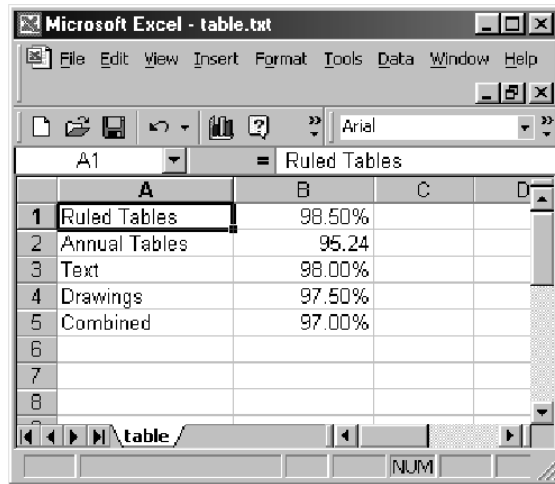 Microsoft Excel - table.txt
File Edit View Insert Format Tools Data Window Help
Arial
A1 = Ruled Tables
A B C D
1 Ruled Tables 98.50%
2 Annual Tables 95.24
3 Text 98.00%
4 Drawings 97.50%
5 Combined 97.00%
6
7
8
table
NUM